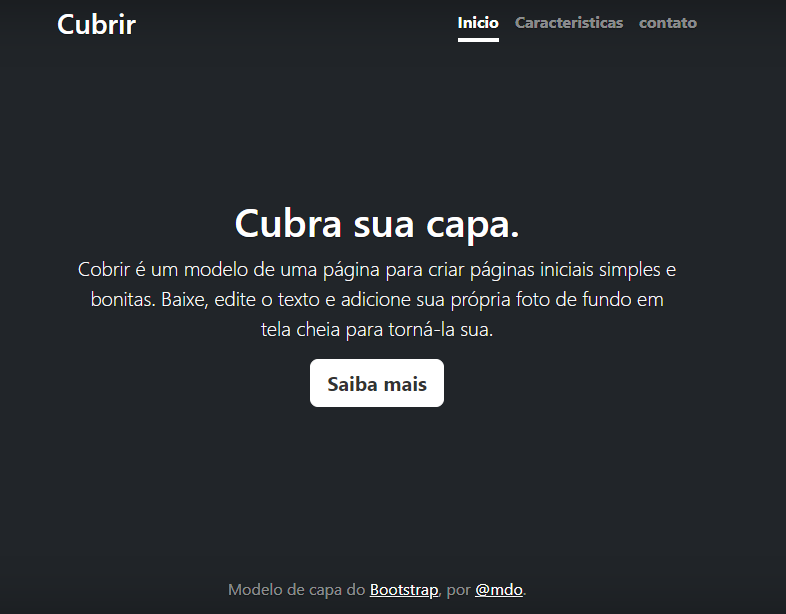 Cubrir
Inicio Caracteristicas contato
Cubra sua capa.
Cobrir é um modelo de uma página para criar páginas iniciais simples e
bonitas. Baixe, edite o texto e adicione sua própria foto de fundo em
tela cheia para torná-la sua.
Saiba mais
Modelo de capa do Bootstrap, por @mdo.